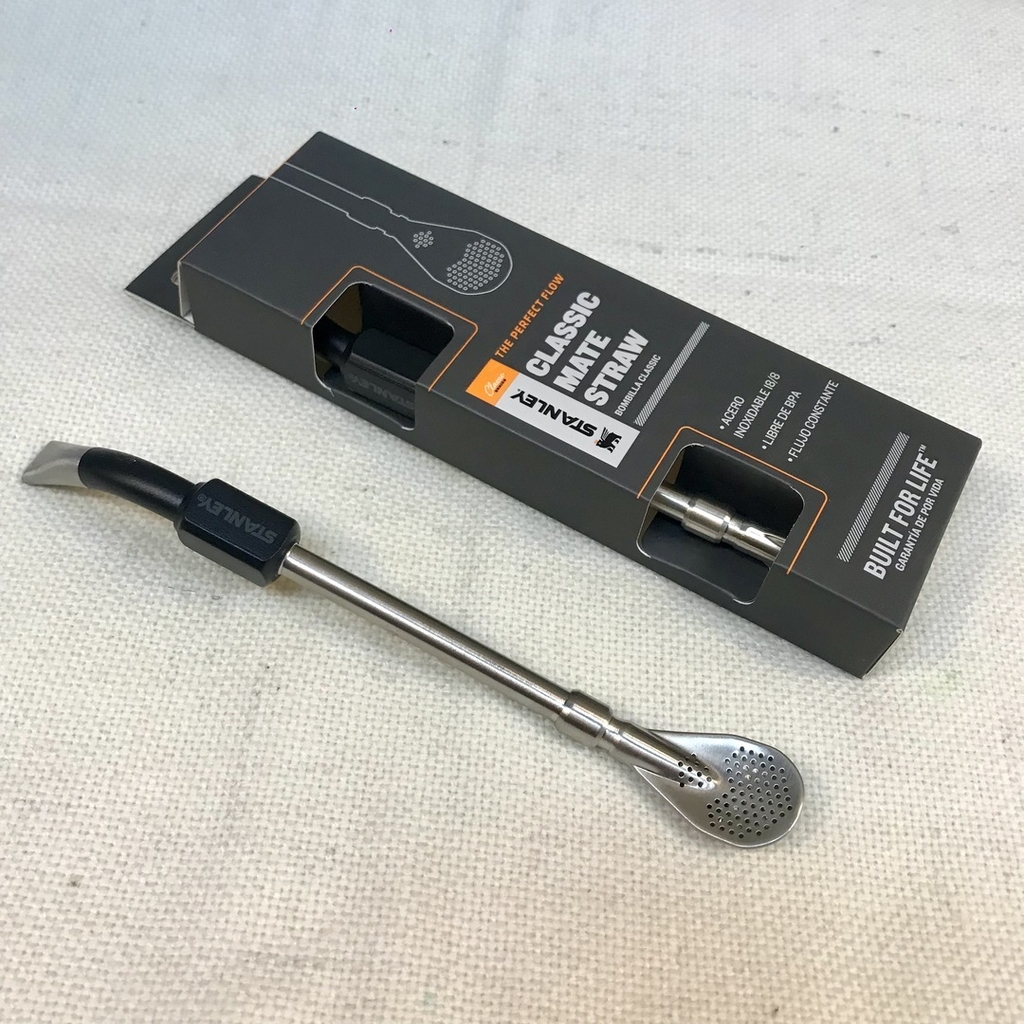 THE PERFECT FLOW
CLASSIC
MATE
STRAW
BOMBILLA CLASSIC
Classic
STANLEY
• ACERO
INOXIDABLE 18/8
• LIBRE DE BPA
• FLUJO CONSTANTE
BUILT FOR LIFE™
GARANTÍA DE POR VIDA
STANLEY
STANLEY®